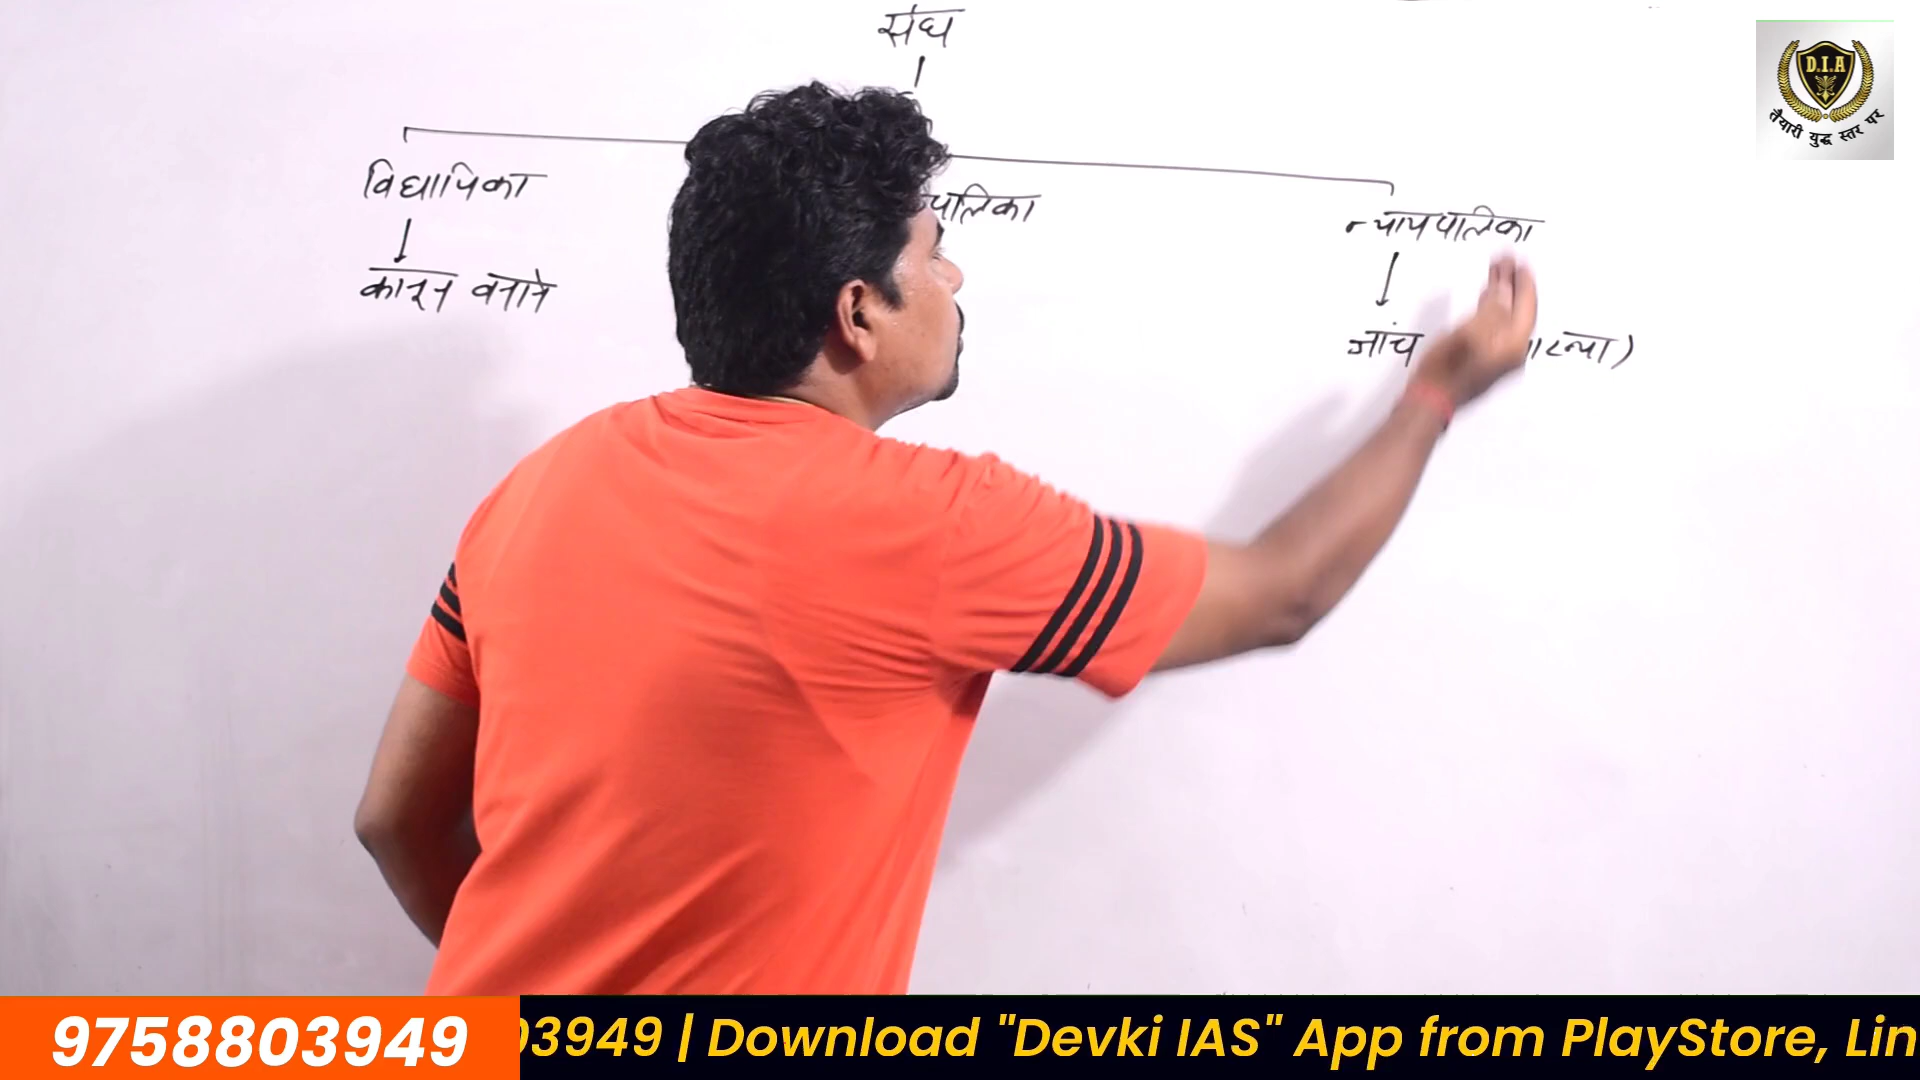 संघ
D.I.A
तैयारी युद्ध स्तर पर
विद्यायिका
पालिका
न्यायपालिका
कानून बनाने
जांच
9758803949
03949 | Download "Devki IAS" App from PlayStore, Lin